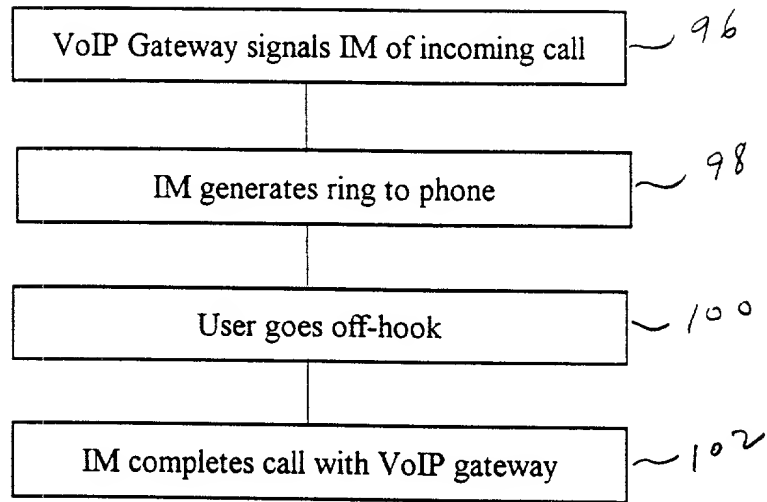 VoIP Gateway signals IM of incoming call 96
IM generates ring to phone 98
User goes off-hook 100
IM completes call with VoIP gateway 102